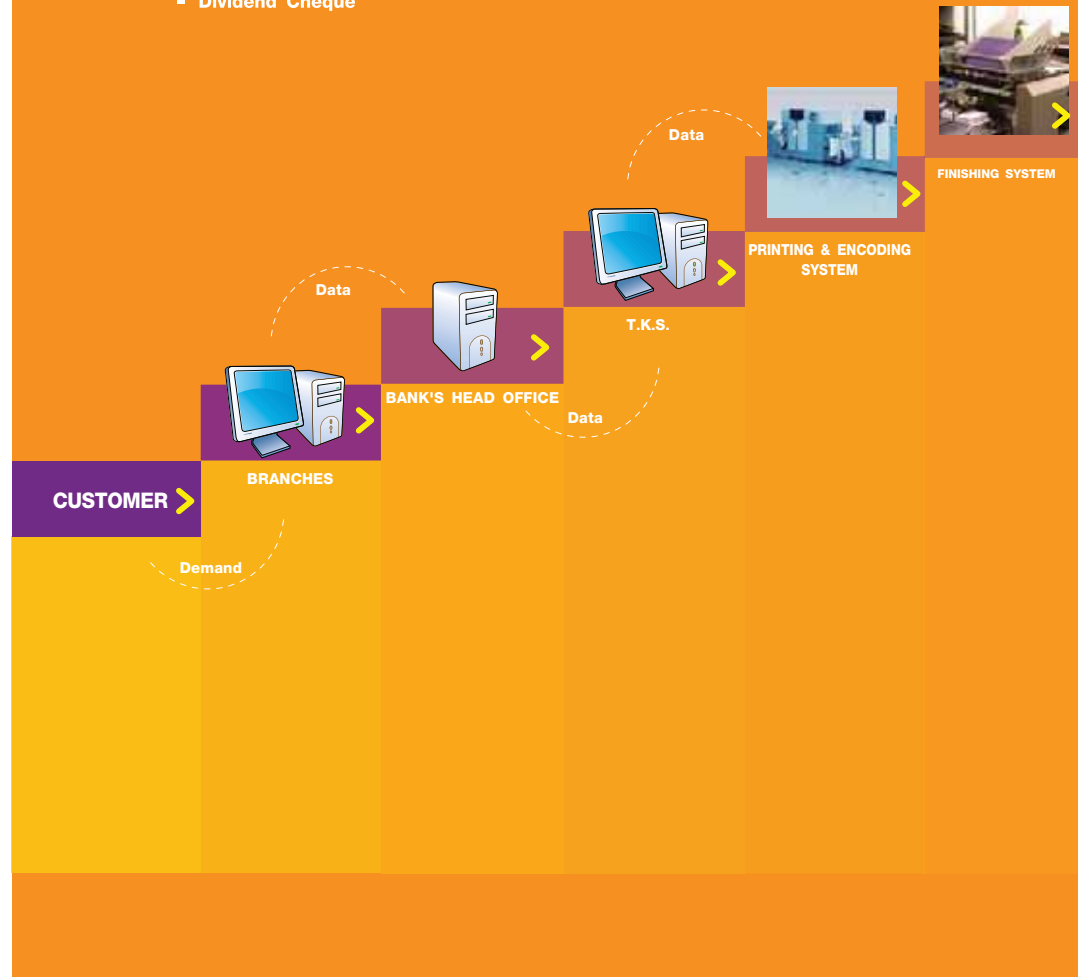 ▪ Dividend Cheque
Data
FINISHING SYSTEM
PRINTING & ENCODING
SYSTEM
Data
T.K.S.
BANK'S HEAD OFFICE
Data
BRANCHES
CUSTOMER
Demand